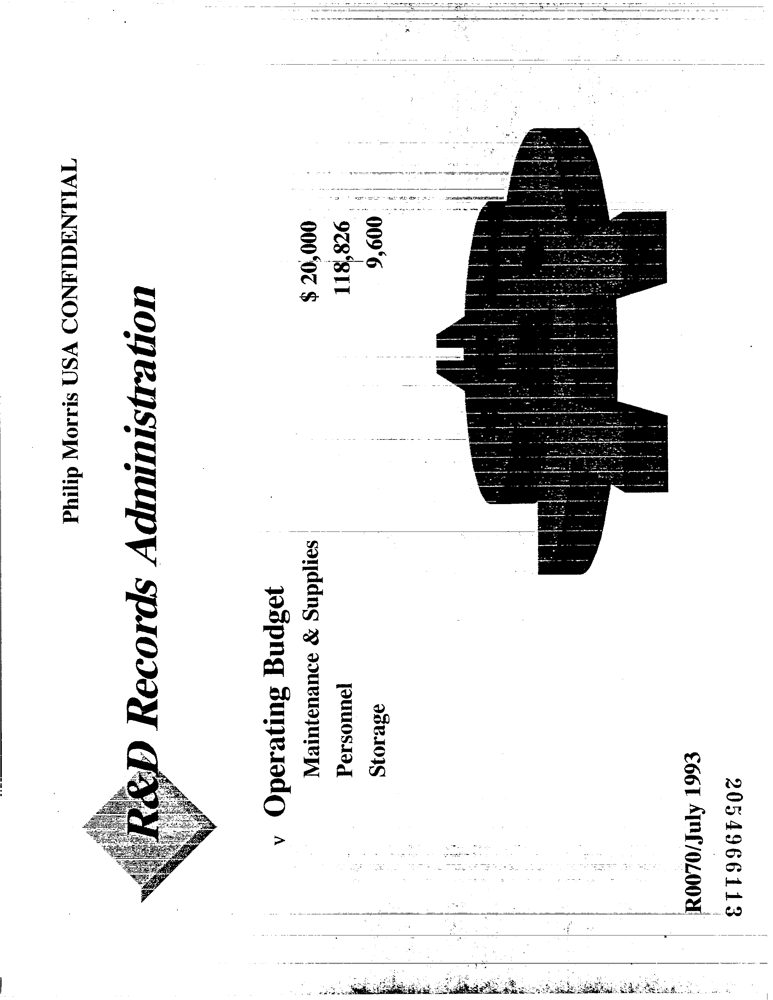 Philip Morris USA CONFIDENTIAL
R&D Records Administration
v Operating Budget
Maintenance & Supplies $ 20,000
Personnel 118,826
Storage 9,600
R0070/July 1993
2054966113